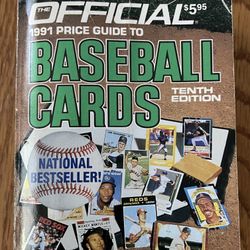 THE OFFICIAL® $5.95
1991 PRICE GUIDE TO
BASEBALL
CARDS
TENTH
EDITION
NATIONAL
BESTSELLER!
REDS